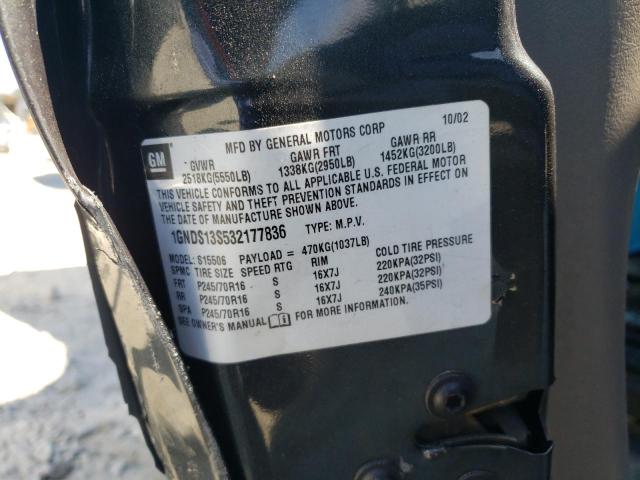 MFD BY GENERAL MOTORS CORP 10/02
GM
GVWR GAWR FRT GAWR RR
2518KG(5550LB) 1338KG(2950LB) 1452KG(3200LB)
THIS VEHICLE CONFORMS TO ALL APPLICABLE U.S. FEDERAL MOTOR
VEHICLE SAFETY AND THEFT PREVENTION STANDARDS IN EFFECT ON
THE DATE OF MANUFACTURE SHOWN ABOVE.
1GNDS13S532177836 TYPE: M.P.V.
MODEL: S15506 PAYLOAD = 470KG(1037LB)
SPMC TIRE SIZE SPEED RTG RIM COLD TIRE PRESSURE
FRT P245/70R16 S 16X7J 220KPA(32PSI)
RR P245/70R16 S 16X7J 220KPA(32PSI)
SPA P245/70R16 S 16X7J 240KPA(35PSI)
SEE OWNER'S MANUAL FOR MORE INFORMATION.